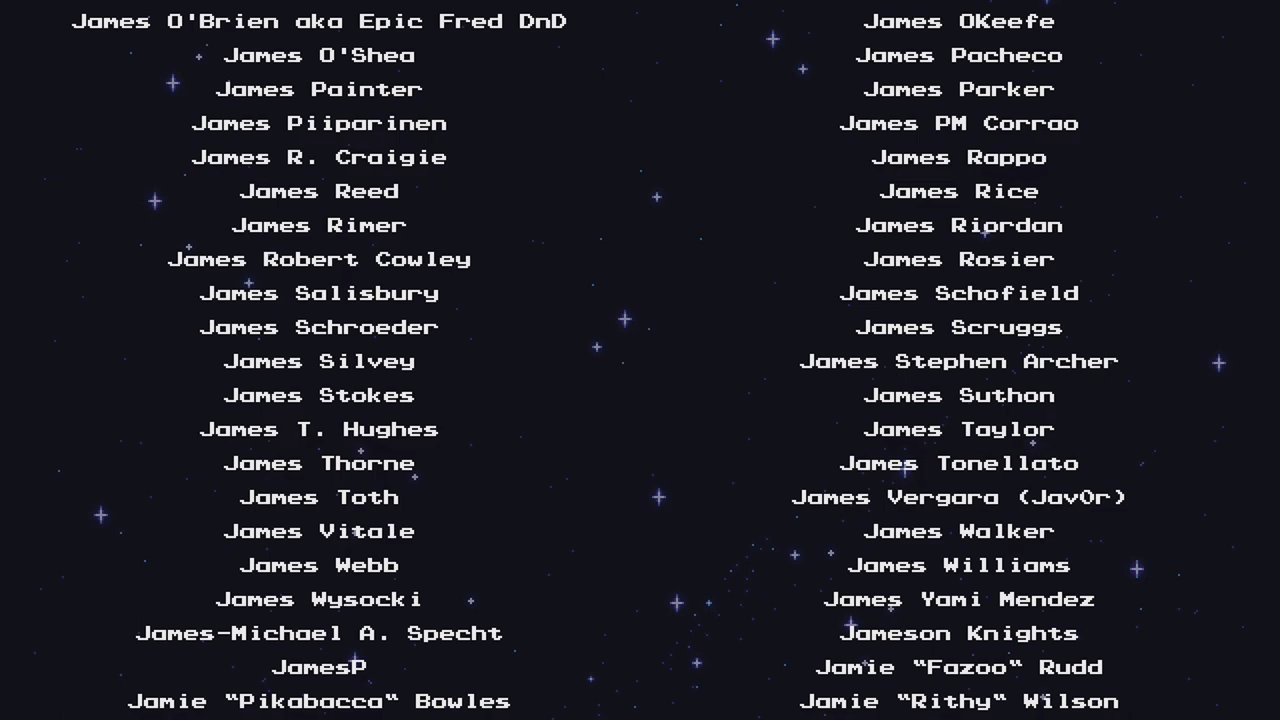 James O'Brien aka Epic Fred DnD
James OKeefe
James O'Shea
James Pacheco
James Painter
James Parker
James Piiparinen
James PM Corrao
James R. Craigie
James Rappo
James Reed
James Rice
James Rimer
James Riordan
James Robert Cowley
James Rosier
James Salisbury
James Schofield
James Schroeder
James Scruggs
James Silvey
James Stephen Archer
James Stokes
James Suthon
James T. Hughes
James Taylor
James Thorne
James Tonellato
James Toth
James Vergara (Jav0r)
James Vitale
James Walker
James Webb
James Williams
James Wysocki
James Yami Mendez
James-Michael A. Specht
Jameson Knights
JamesP
Jamie "Fazoo" Rudd
Jamie "Pikabacca" Bowles
Jamie "Rithy" Wilson